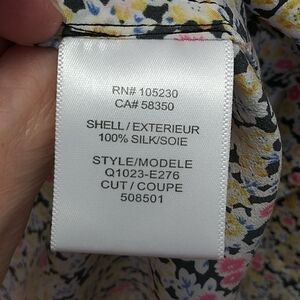 RN# 105230
CA# 58350
SHELL / EXTERIEUR
100% SILK/SOIE
STYLE/MODELE
Q1023-E276
CUT / COUPE
508501